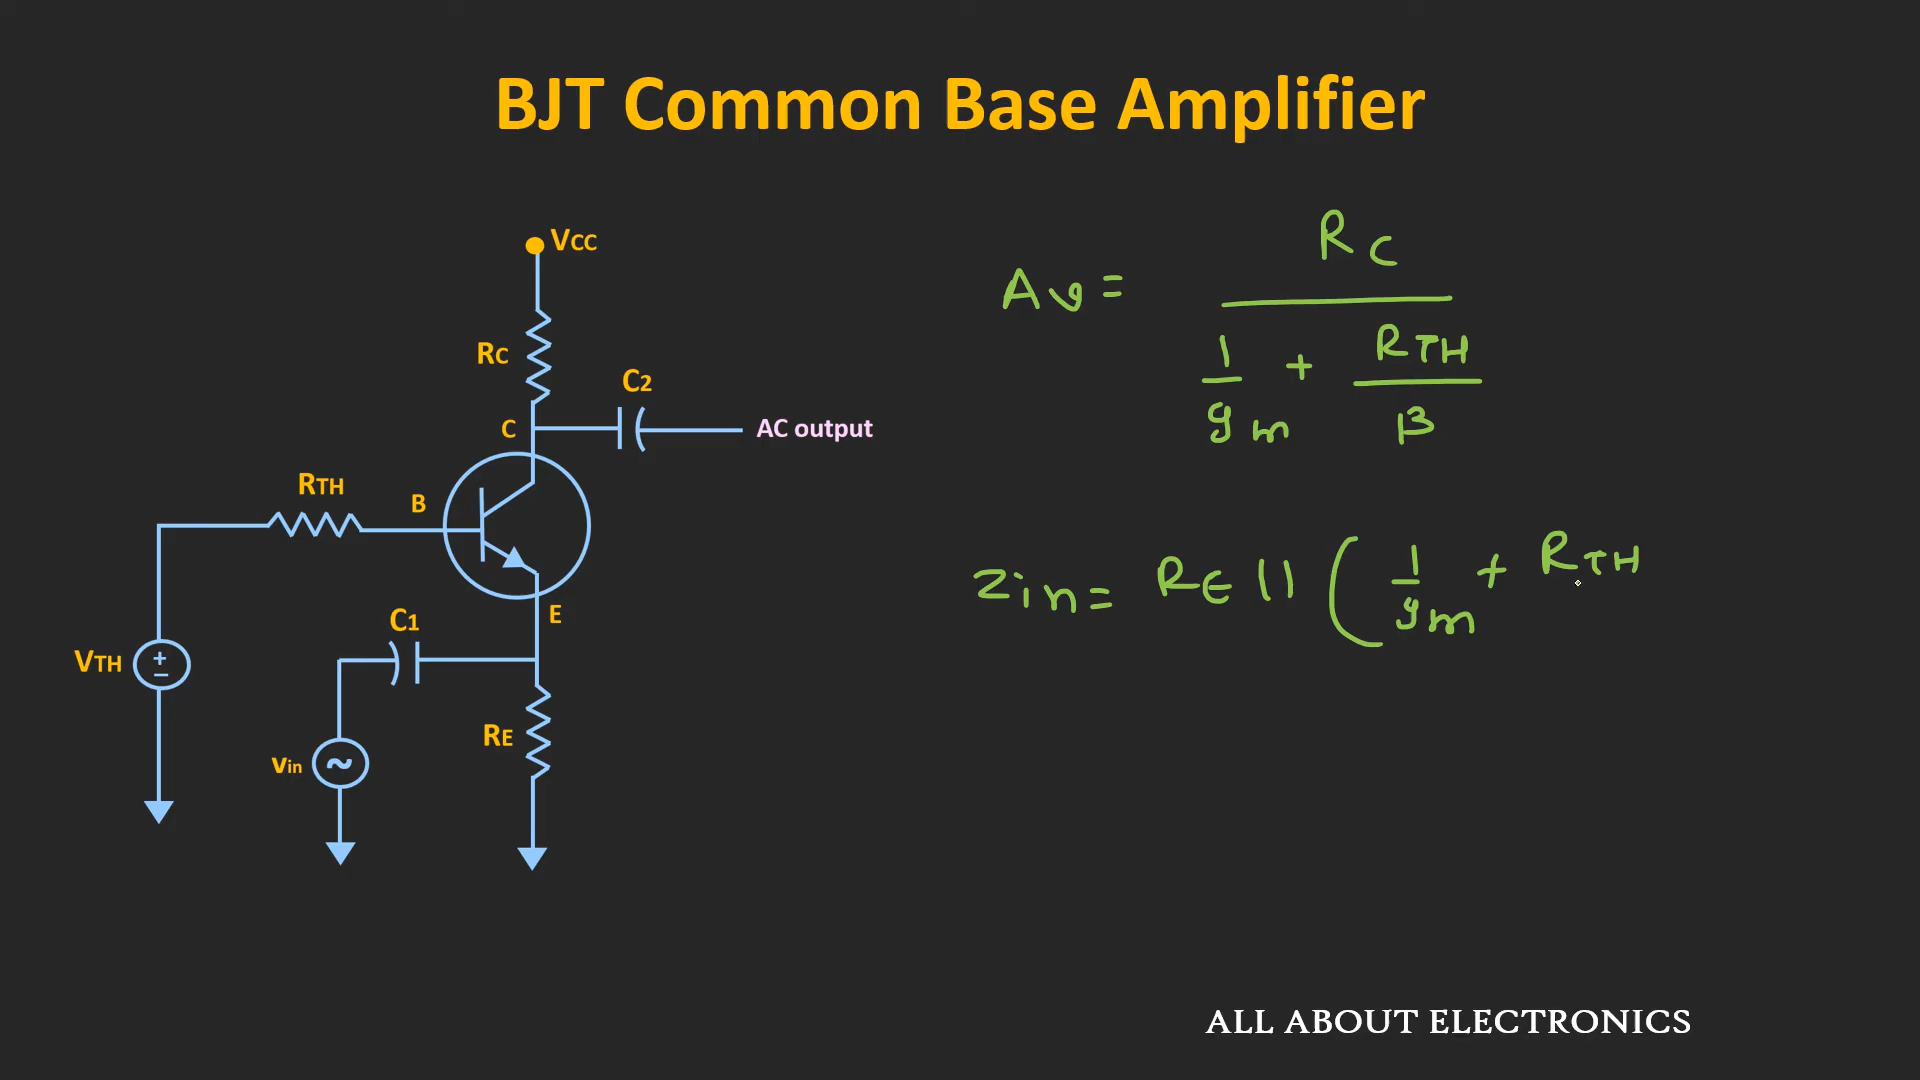 BJT Common Base Amplifier
VCC
RC
C2
C
AC output
RTH
B
E
C1
VTH
+
−
RE
vin
~
Av = RC
1/gm + RTH/β
Zin = RE || ( 1/gm + RTH
ALL ABOUT ELECTRONICS